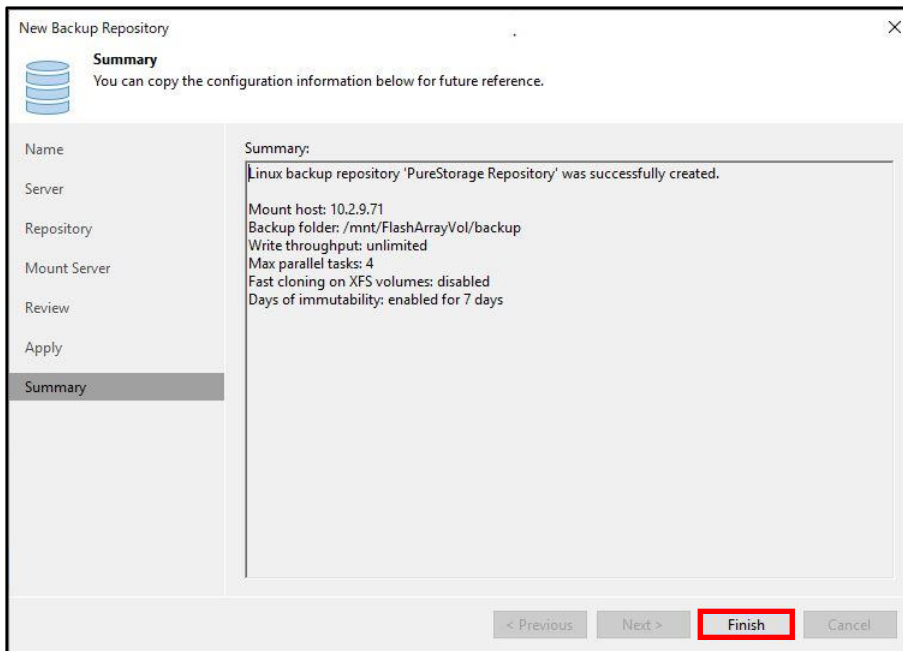 New Backup Repository
Summary
You can copy the configuration information below for future reference.
Name
Server
Repository
Mount Server
Review
Apply
Summary
Summary:
Linux backup repository 'PureStorage Repository' was successfully created.
Mount host: 10.2.9.71
Backup folder: /mnt/FlashArrayVol/backup
Write throughput: unlimited
Max parallel tasks: 4
Fast cloning on XFS volumes: disabled
Days of immutability: enabled for 7 days
< Previous
Next >
Finish
Cancel